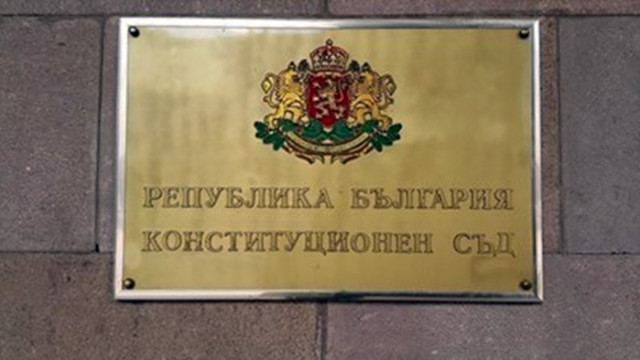 РЕПУБЛИКА БЪЛГАРИЯ
КОНСТИТУЦИОНЕН СЪД